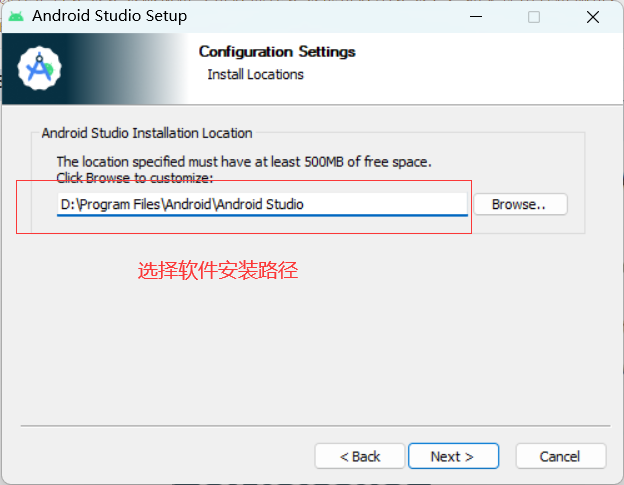 Android Studio Setup
Configuration Settings
Install Locations
Android Studio Installation Location
The location specified must have at least 500MB of free space.
Click Browse to customize:
D:\Program Files\Android\Android Studio
Browse..
选择软件安装路径
< Back
Next >
Cancel